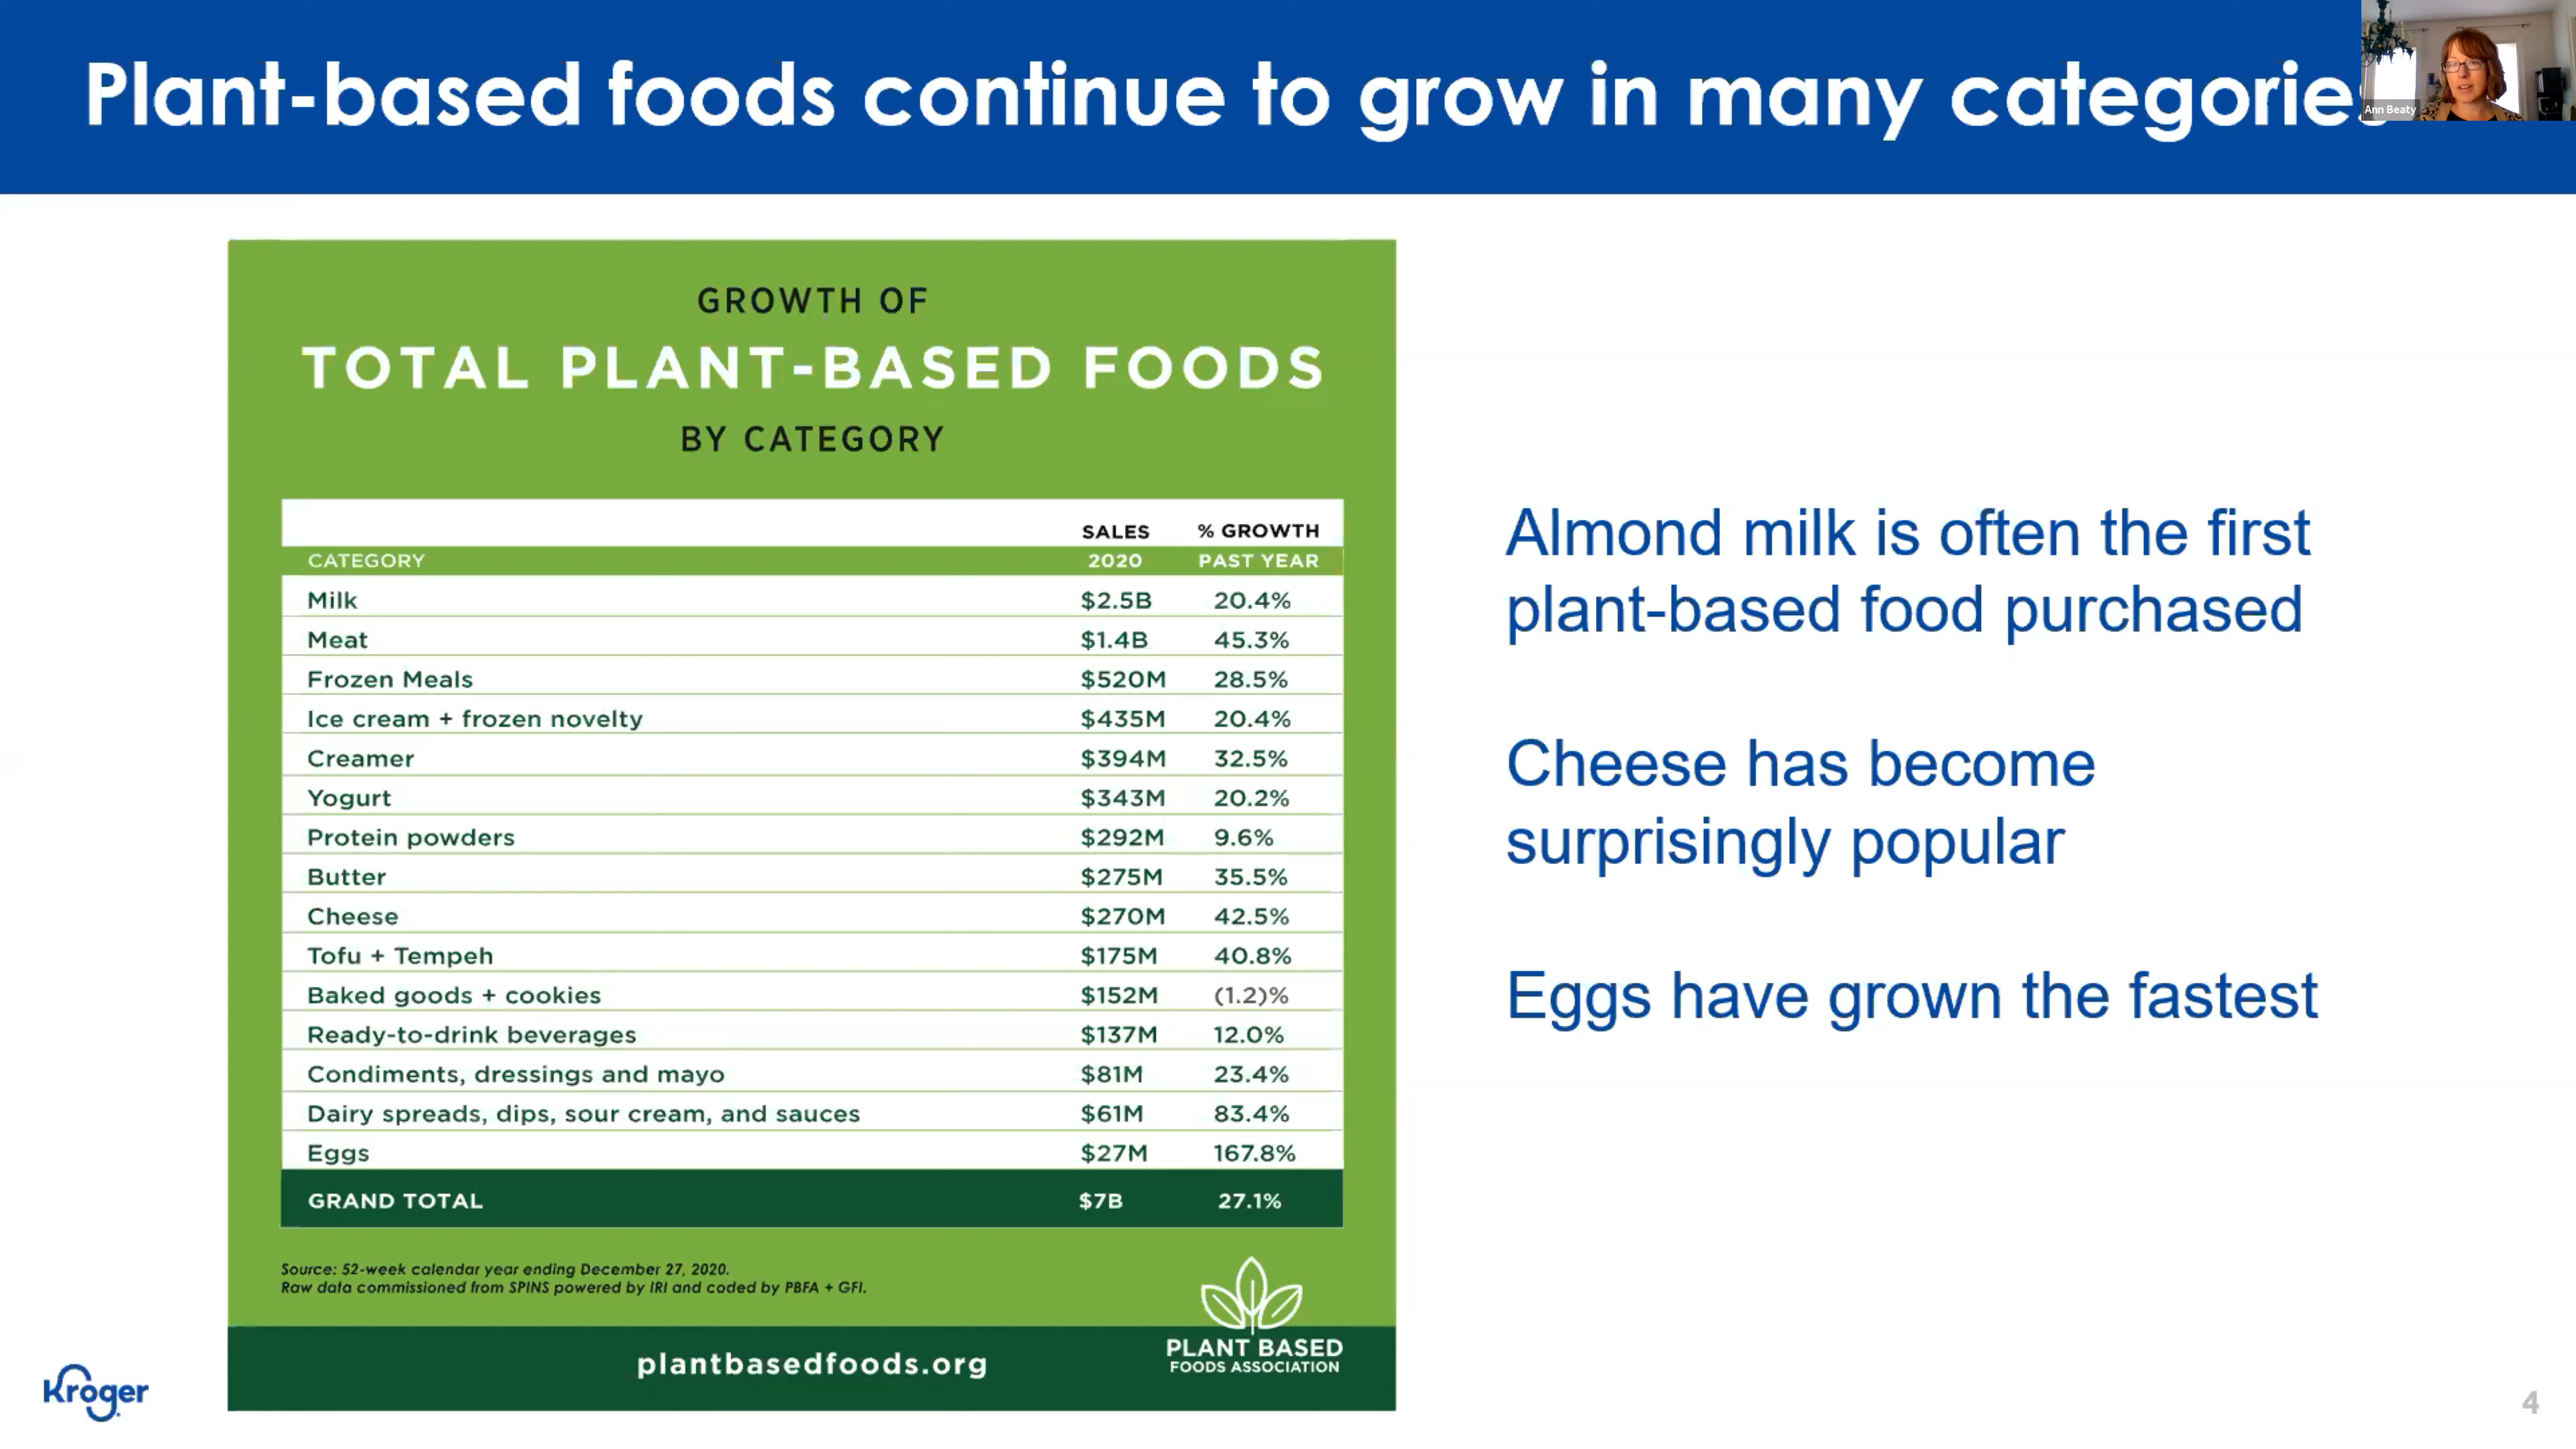 Plant-based foods continue to grow in many categories
Ann Beaty
GROWTH OF
TOTAL PLANT-BASED FOODS
BY CATEGORY
SALES % GROWTH
CATEGORY 2020 PAST YEAR
Milk $2.5B 20.4%
Meat $1.4B 45.3%
Frozen Meals $520M 28.5%
Ice cream + frozen novelty $435M 20.4%
Creamer $394M 32.5%
Yogurt $343M 20.2%
Protein powders $292M 9.6%
Butter $275M 35.5%
Cheese $270M 42.5%
Tofu + Tempeh $175M 40.8%
Baked goods + cookies $152M (1.2)%
Ready-to-drink beverages $137M 12.0%
Condiments, dressings and mayo $81M 23.4%
Dairy spreads, dips, sour cream, and sauces $61M 83.4%
Eggs $27M 167.8%
GRAND TOTAL $7B 27.1%
Source: 52-week calendar year ending December 27, 2020.
Raw data commissioned from SPINS powered by IRI and coded by PBFA + GFI.
plantbasedfoods.org
PLANT BASED
FOODS ASSOCIATION
Almond milk is often the first
plant-based food purchased
Cheese has become
surprisingly popular
Eggs have grown the fastest
Kroger
4